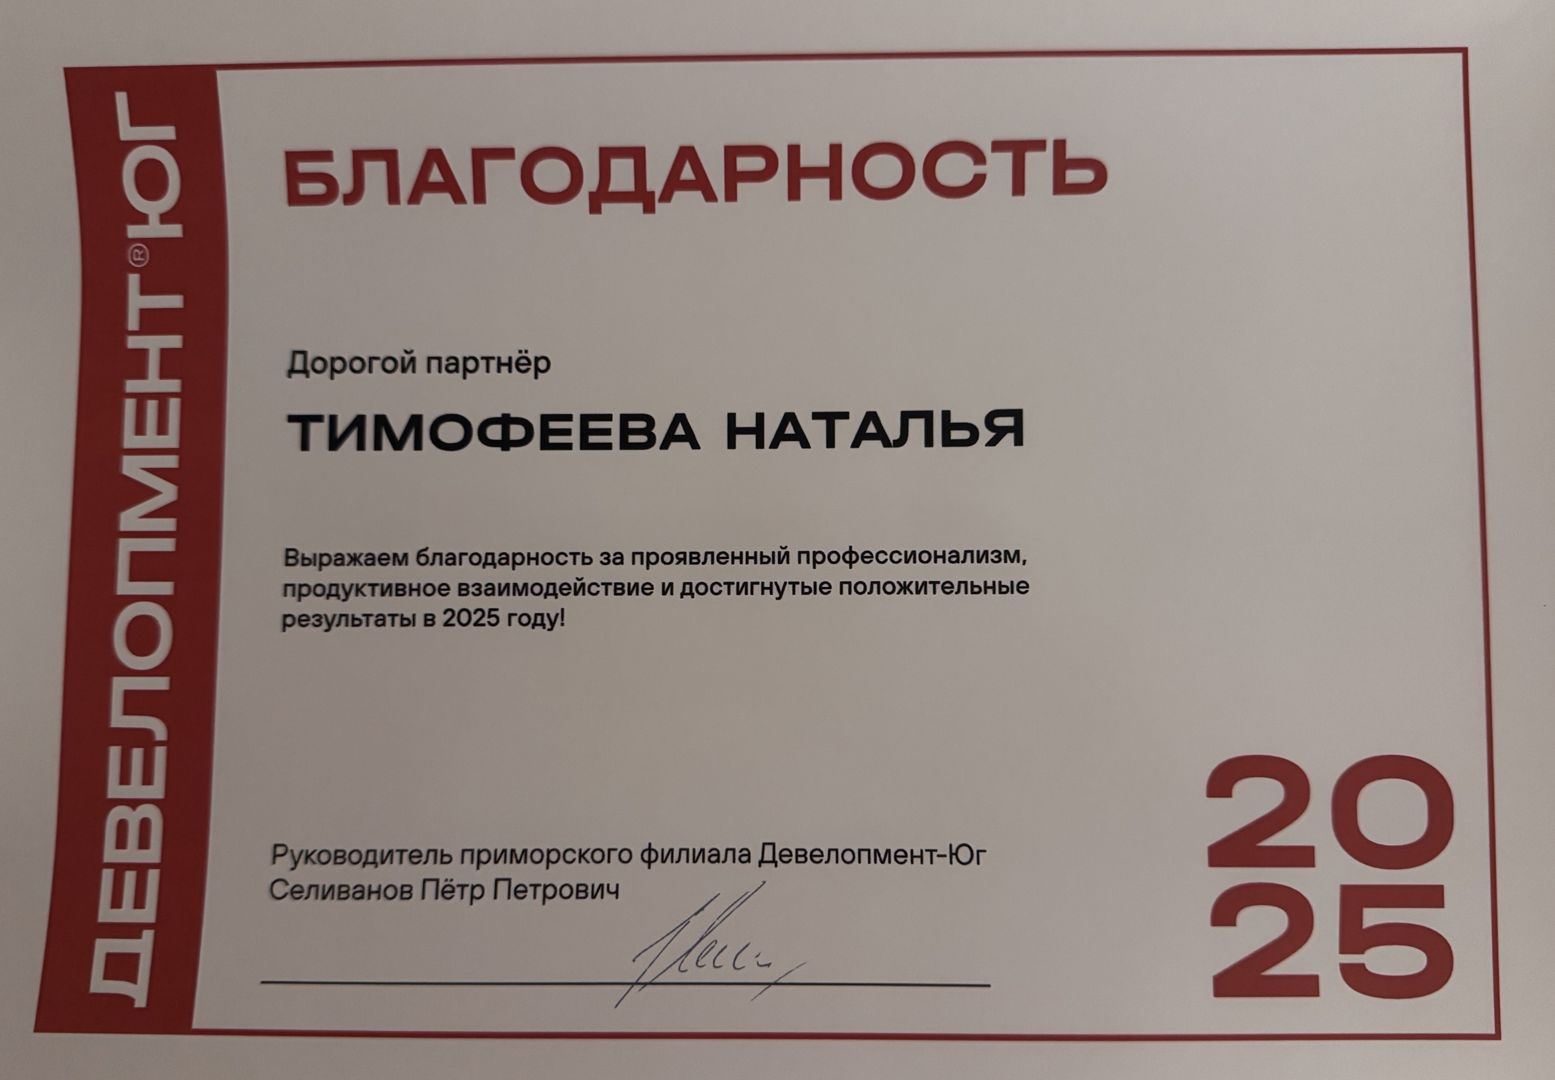 ДЕВЕЛОПМЕНТ®ЮГ
БЛАГОДАРНОСТЬ
Дорогой партнёр
ТИМОФЕЕВА НАТАЛЬЯ
Выражаем благодарность за проявленный профессионализм,
продуктивное взаимодействие и достигнутые положительные
результаты в 2025 году!
Руководитель приморского филиала Девелопмент-Юг
Селиванов Пётр Петрович
20
25